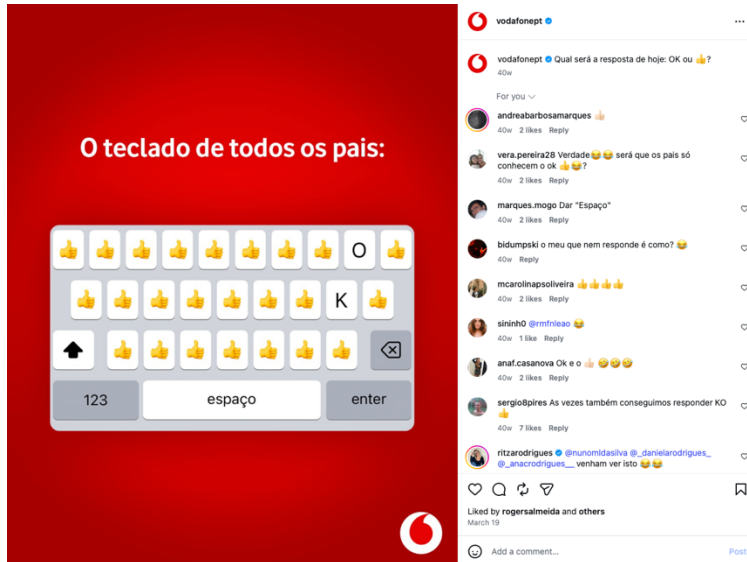 O teclado de todos os pais:
👍 👍 👍 👍 👍 👍 👍 👍 O 👍
👍 👍 👍 👍 👍 👍 👍 K 👍
👍 👍 👍 👍 👍 👍 👍
123 espaço enter
vodafonept
vodafonept Qual será a resposta de hoje: OK ou 👍?
40w
For you
andreabarbosamarques 👍🏻
40w 2 likes Reply
vera.pereira28 Verdade😂😂 será que os pais só
conhecem o ok 👍😂?
40w 2 likes Reply
marques.mogo Dar "Espaço"
40w 2 likes Reply
bidumpski o meu que nem responde é como? 😂
40w Reply
mcarolinapsoliveira 👍👍👍👍
40w 2 likes Reply
sininh0 @rmfnleao 😂
40w 1 like Reply
anaf.casanova Ok e o 👍🏻 🤣🤣🤣
40w 2 likes Reply
sergio8pires As vezes também conseguimos responder KO
👍
40w 7 likes Reply
ritzarodrigues @nunomldasilva @_danielarodrigues_
@_anacrodrigues__ venham ver isto 😂😂
Liked by rogersalmeida and others
March 19
Add a comment...
Post